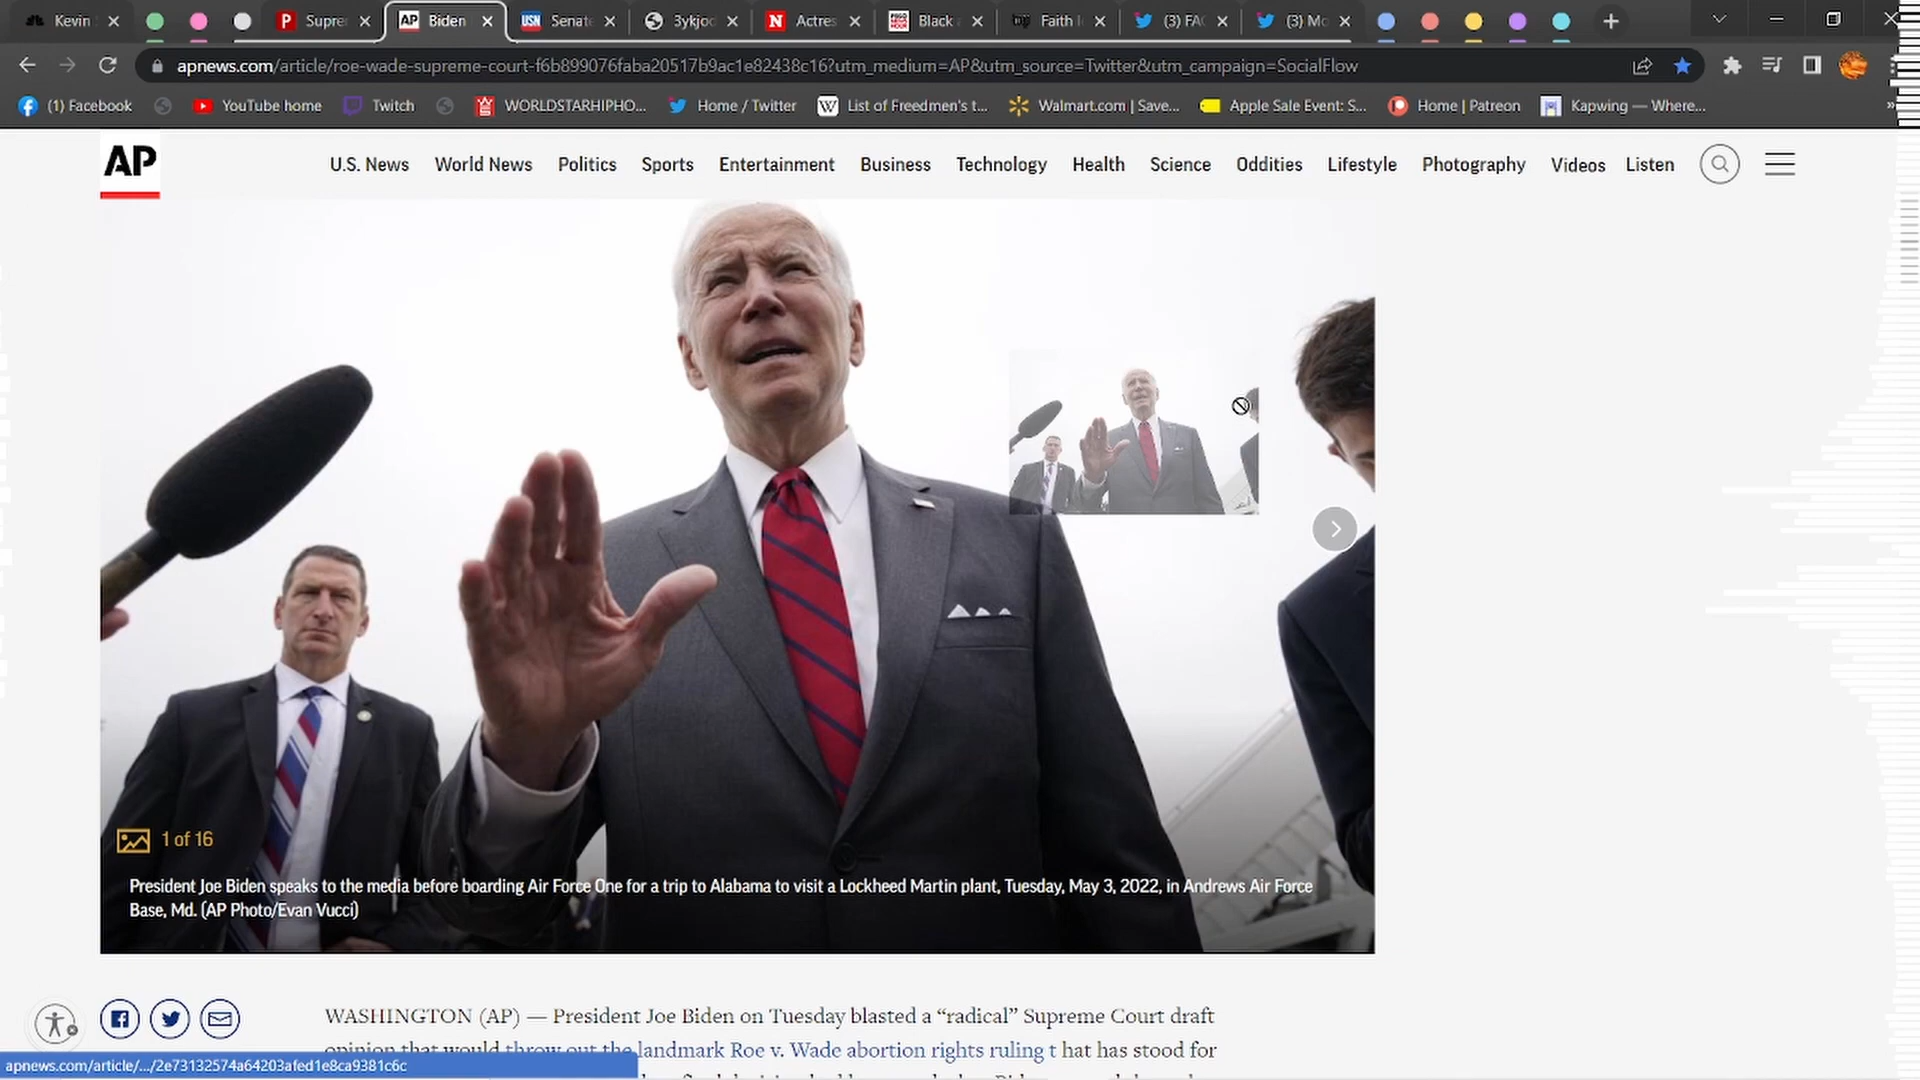 Kevin
Supre
AP
Biden
USN
Senat
3ykjo
N
Actres
Black
Faith
(3) FA
(3) Mo
apnews.com/article/roe-wade-supreme-court-f6b899076faba20517b9ac1e82438c16?utm_medium=AP&utm_source=Twitter&utm_campaign=SocialFlow
(1) Facebook
YouTube home
Twitch
WORLDSTARHIPHO...
Home / Twitter
W
List of Freedmen's t...
Walmart.com | Save...
Apple Sale Event: S...
Home | Patreon
Kapwing — Where...
AP
U.S. News World News Politics Sports Entertainment Business Technology Health Science Oddities Lifestyle Photography Videos Listen
1 of 16
President Joe Biden speaks to the media before boarding Air Force One for a trip to Alabama to visit a Lockheed Martin plant, Tuesday, May 3, 2022, in Andrews Air Force
Base, Md. (AP Photo/Evan Vucci)
WASHINGTON (AP) — President Joe Biden on Tuesday blasted a “radical” Supreme Court draft
opinion that would throw out the landmark Roe v. Wade abortion rights ruling t hat has stood for
apnews.com/article/.../2e73132574a64203afed1e8ca9381c6c